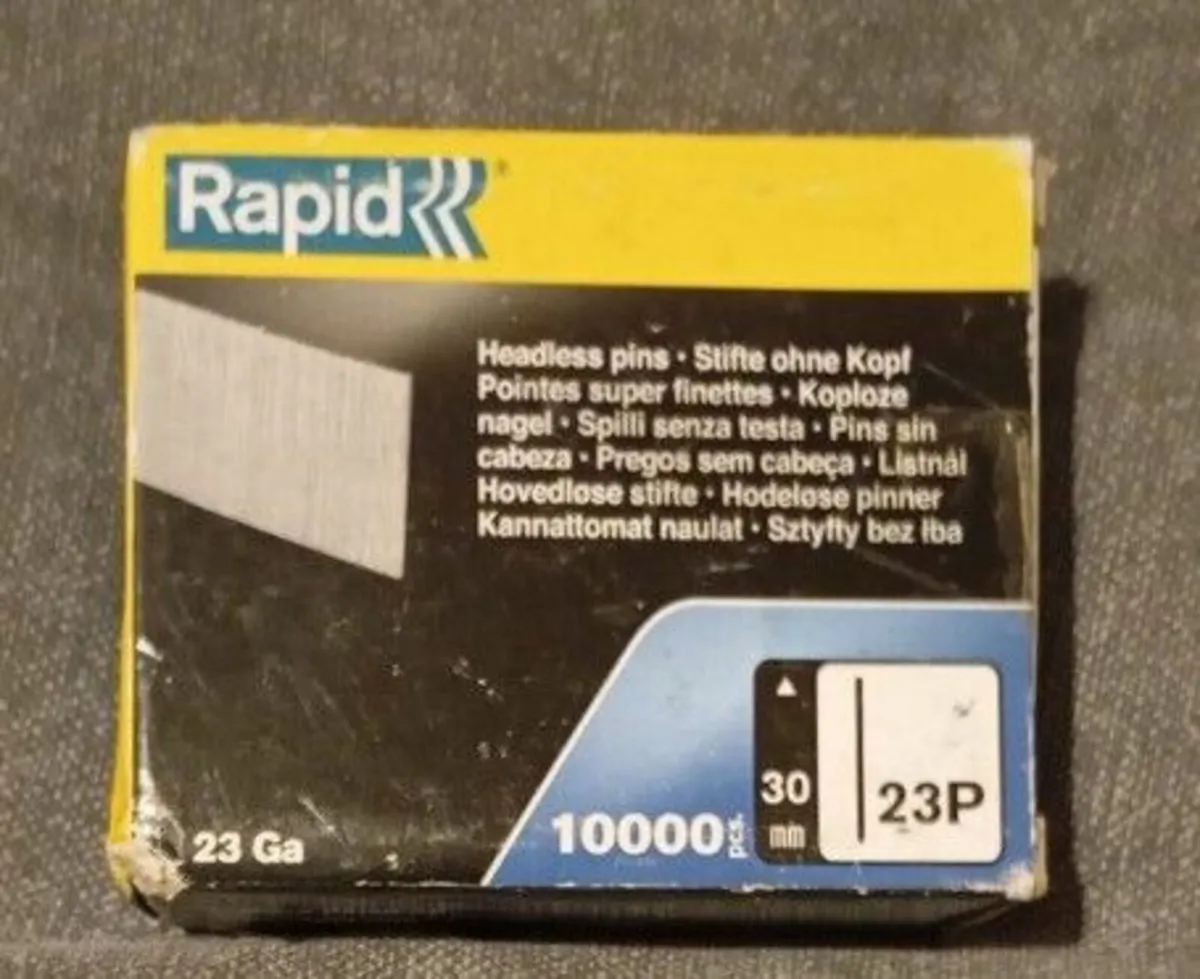 Rapid
Headless pins • Stifte ohne Kopf
Pointes super finettes • Koploze
nagel • Spilli senza testa • Pins sin
cabeza • Pregos sem cabeça • Listnål
Hovedløse stifte • Hodeløse pinner
Kannattomat naulat • Sztyfty bez łba
30
mm
23P
10000 pcs.
23 Ga